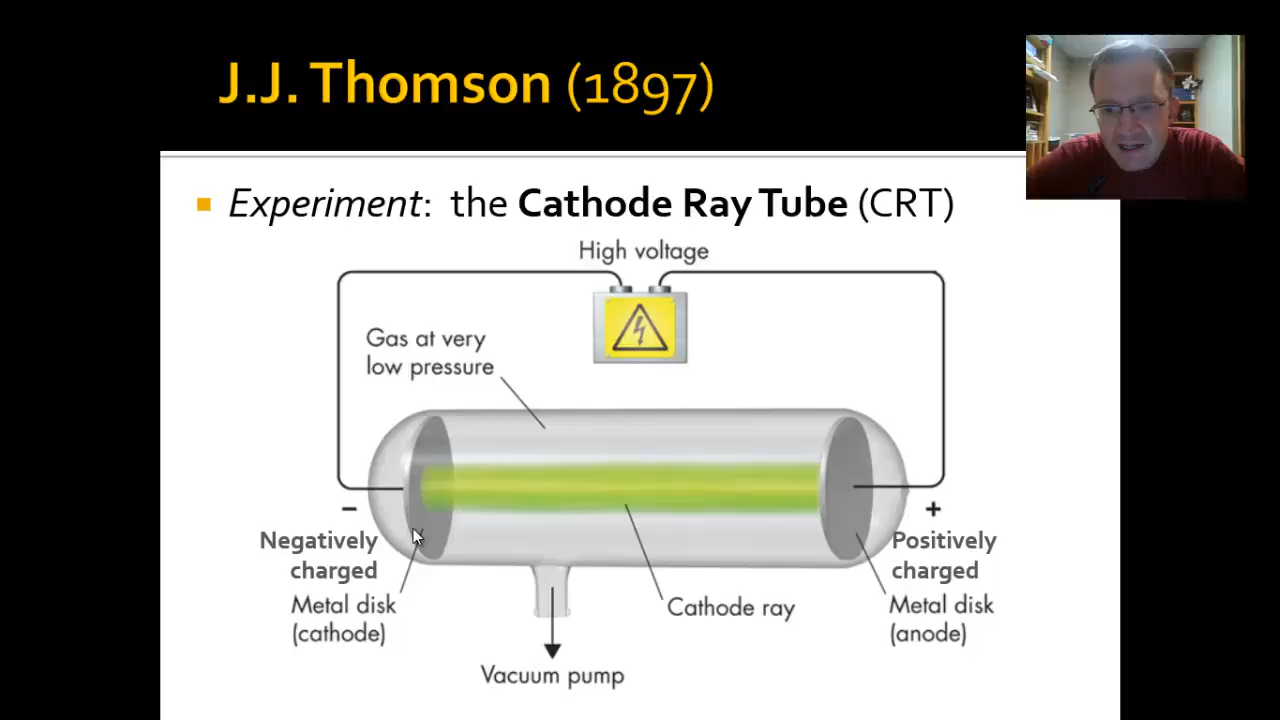 J.J. Thomson (1897)
Experiment: the Cathode Ray Tube (CRT)
High voltage
Gas at very
low pressure
−
+
Negatively
charged
Positively
charged
Metal disk
(cathode)
Cathode ray
Metal disk
(anode)
Vacuum pump